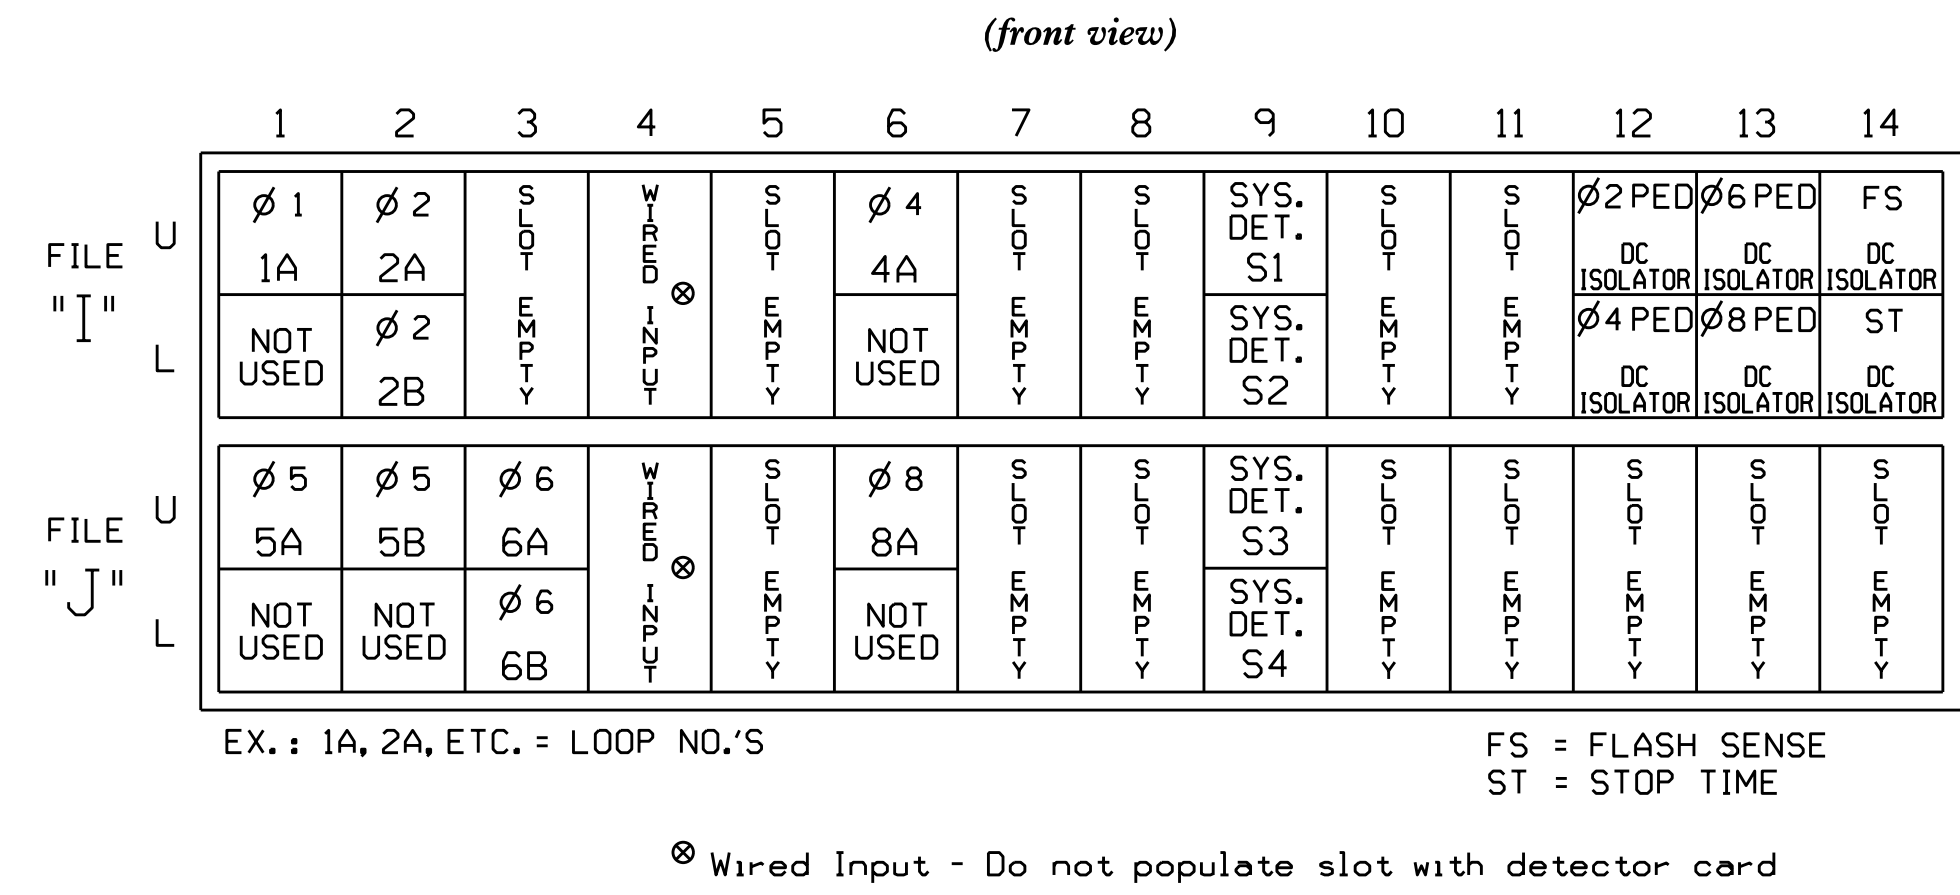 (front view)
1 2 3 4 5 6 7 8 9 10 11 12 13 14
FILE "I"
U
L
Ø 1
1A
NOT
USED
Ø 2
2A
Ø 2
2B
SLOT EMPTY
WIRED INPUT ⊗
SLOT EMPTY
Ø 4
4A
NOT
USED
SLOT EMPTY
SLOT EMPTY
SYS.
DET.
S1
SYS.
DET.
S2
SLOT EMPTY
SLOT EMPTY
Ø2 PED
DC
ISOLATOR
Ø4 PED
DC
ISOLATOR
Ø6 PED
DC
ISOLATOR
Ø8 PED
DC
ISOLATOR
FS
DC
ISOLATOR
ST
DC
ISOLATOR
FILE "J"
U
L
Ø 5
5A
NOT
USED
Ø 5
5B
NOT
USED
Ø 6
6A
Ø 6
6B
WIRED INPUT ⊗
SLOT EMPTY
Ø 8
8A
NOT
USED
SLOT EMPTY
SLOT EMPTY
SYS.
DET.
S3
SYS.
DET.
S4
SLOT EMPTY
SLOT EMPTY
SLOT EMPTY
SLOT EMPTY
SLOT EMPTY
EX.: 1A, 2A, ETC. = LOOP NO.'S
FS = FLASH SENSE
ST = STOP TIME
⊗ Wired Input - Do not populate slot with detector card